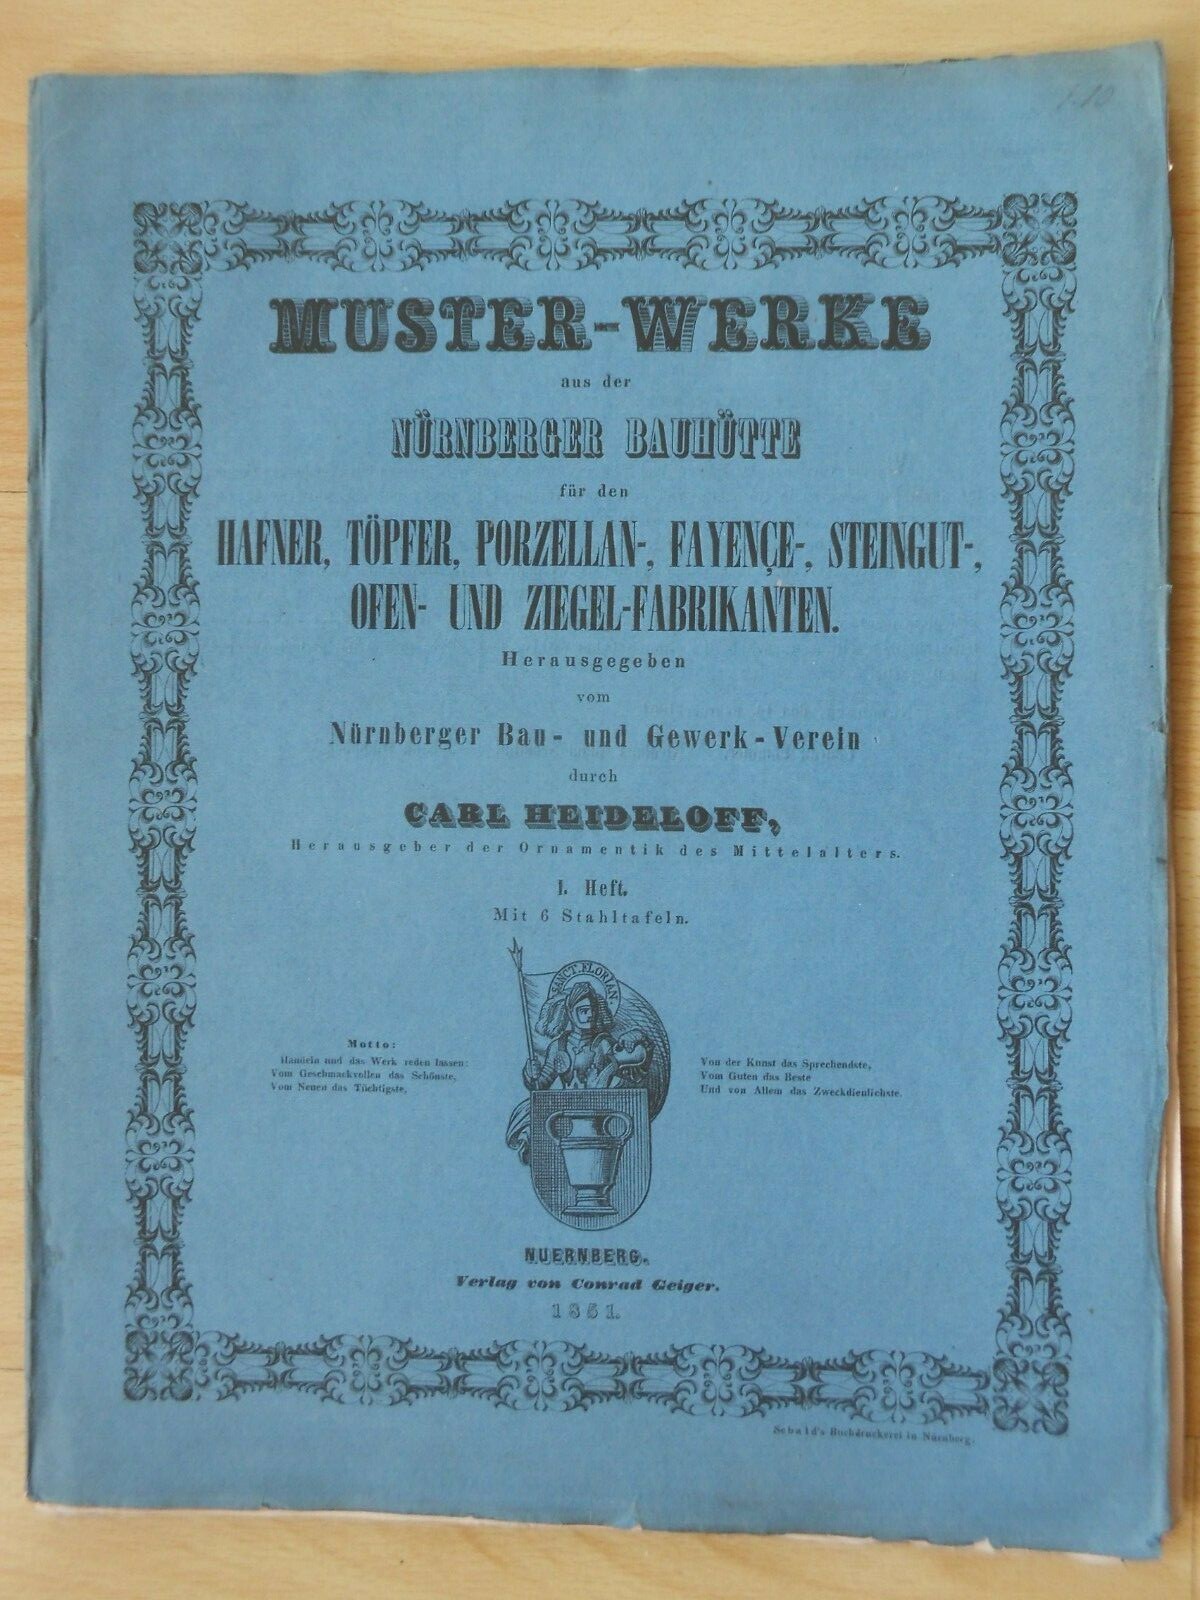 1.10
MUSTER-WERKE
aus der
NÜRNBERGER BAUHÜTTE
für den
HAFNER, TÖPFER, PORZELLAN-, FAYENÇE-, STEINGUT-,
OFEN- UND ZIEGEL-FABRIKANTEN.
Herausgegeben
vom
Nürnberger Bau- und Gewerk-Verein
durch
CARL HEIDELOFF,
Herausgeber der Ornamentik des Mittelalters.
I. Heft.
Mit 6 Stahltafeln.
SANCT. FLORIAN.
Motto:
Handeln und das Werk reden lassen:
Vom Geschmackvollen das Schönste,
Vom Neuen das Tüchtigste,
Von der Kunst das Sprechendste,
Vom Guten das Beste
Und von Allem das Zweckdienlichste.
NUERNBERG.
Verlag von Conrad Geiger.
1851.
Sebald's Buchdruckerei in Nürnberg.